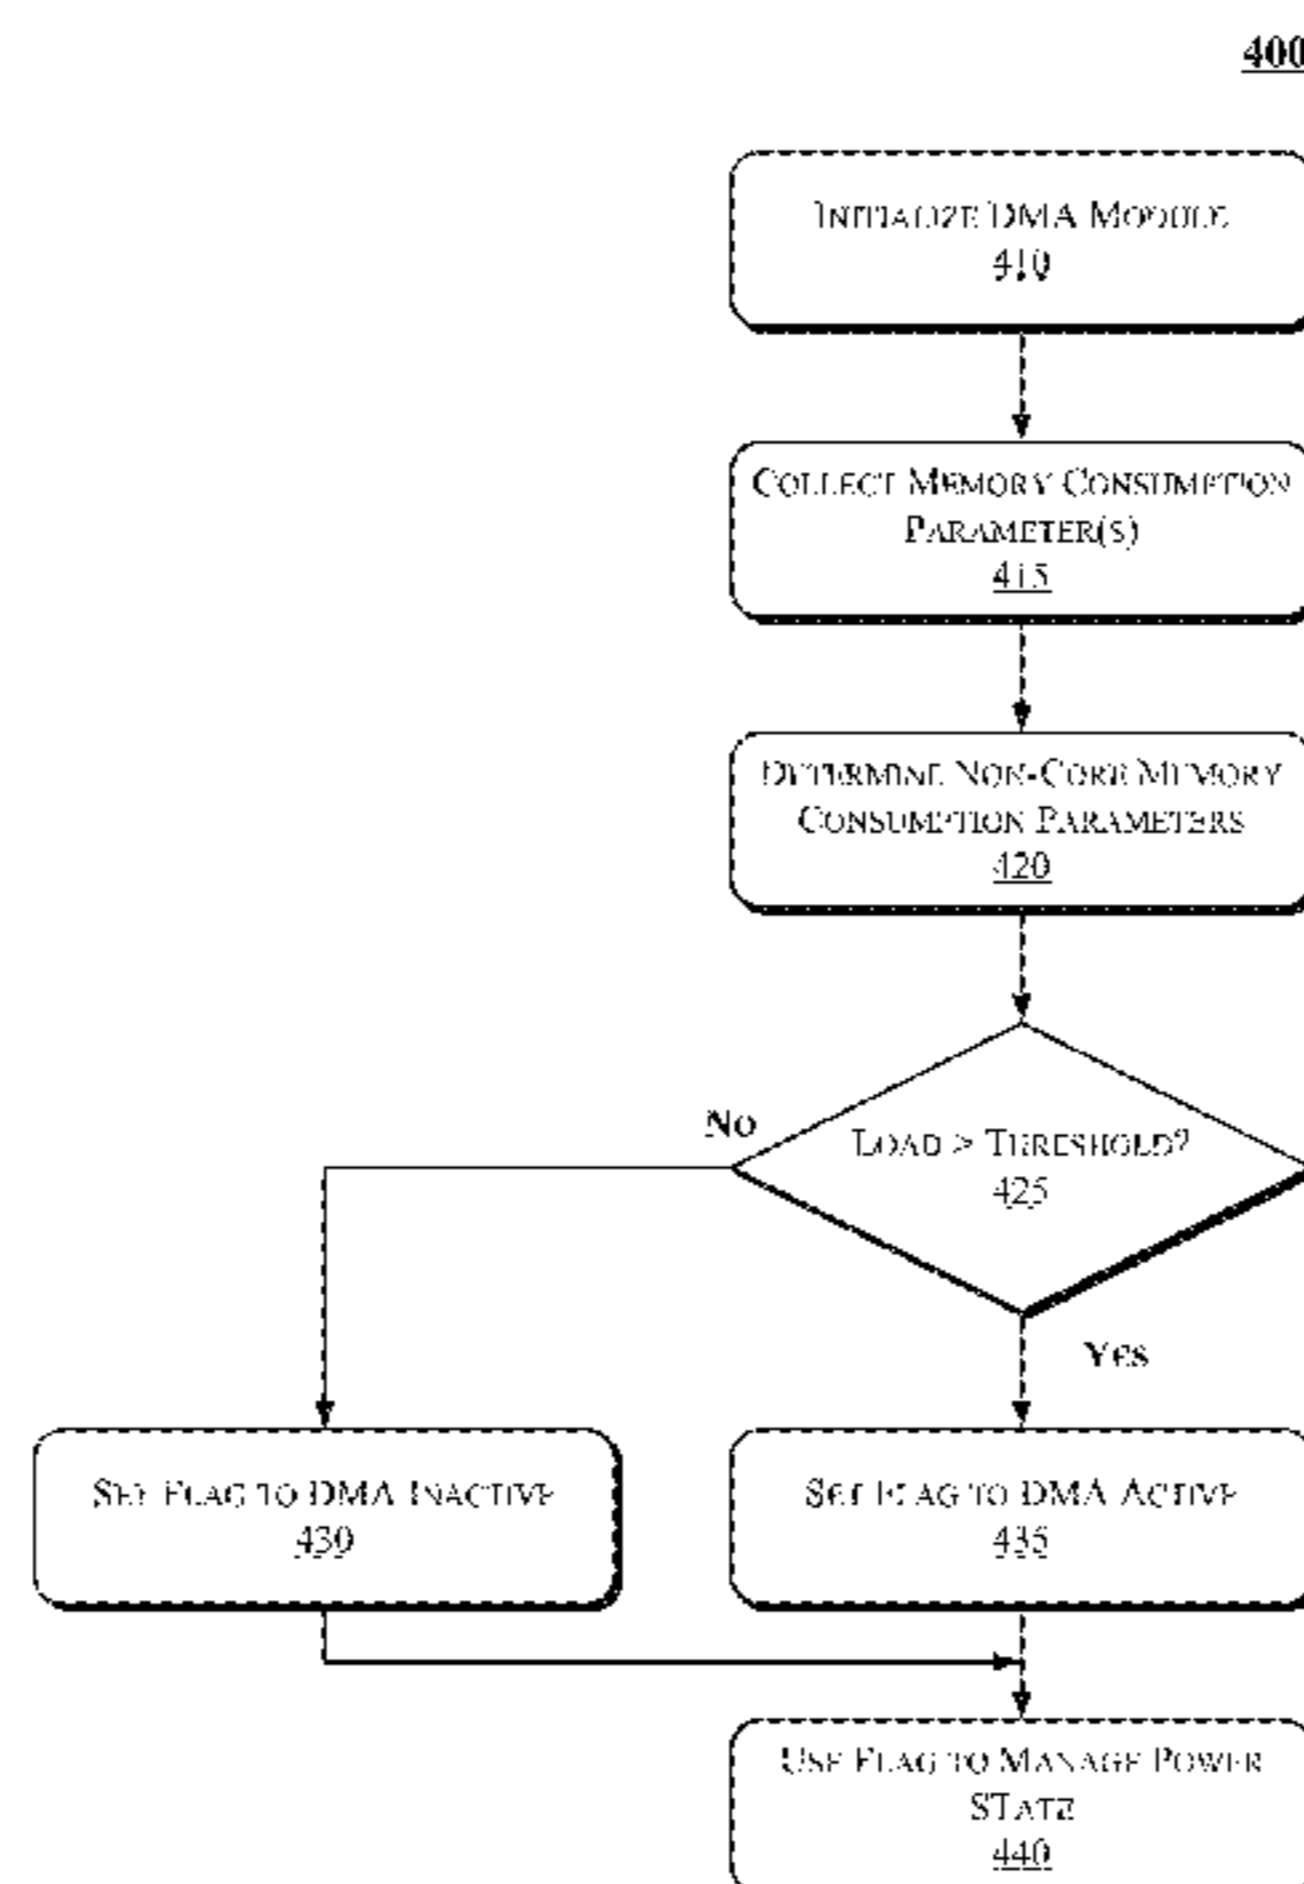 400
INITIALIZE DMA MODULE
410
COLLECT MEMORY CONSUMPTION
PARAMETER(S)
415
DETERMINE NON-CORE MEMORY
CONSUMPTION PARAMETERS
420
No
LOAD > THRESHOLD?
425
Yes
SET FLAG TO DMA INACTIVE
430
SET FLAG TO DMA ACTIVE
435
USE FLAG TO MANAGE POWER
STATE
440